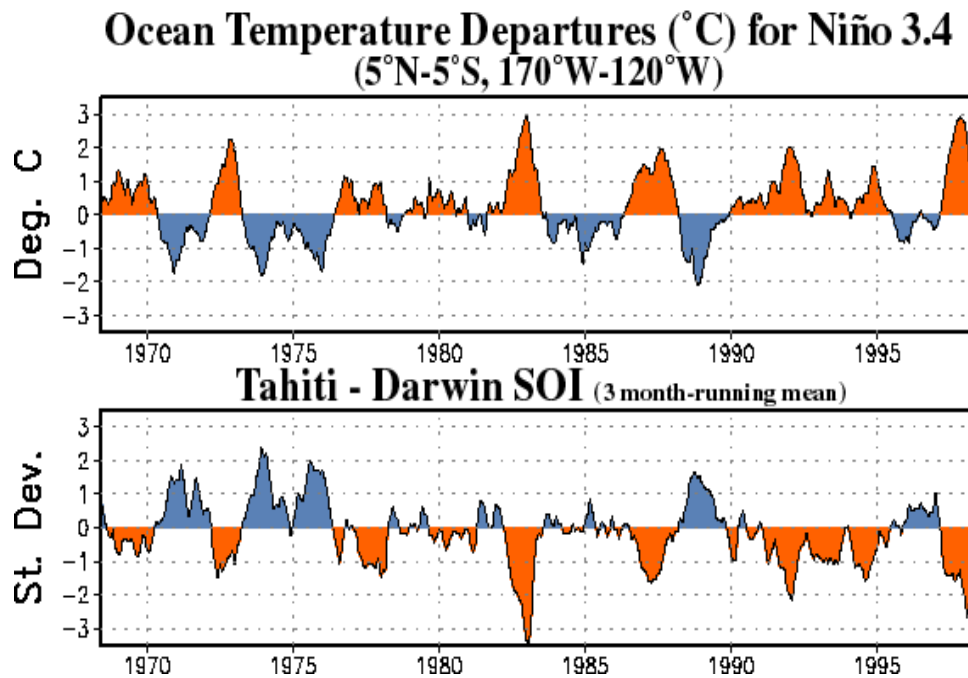 Ocean Temperature Departures (˚C) for Niño 3.4
(5˚N-5˚S, 170˚W-120˚W)
Deg. C
3
2
1
0
−1
−2
−3
1970 1975 1980 1985 1990 1995
Tahiti - Darwin SOI (3 month-running mean)
St. Dev.
3
2
1
0
−1
−2
−3
1970 1975 1980 1985 1990 1995